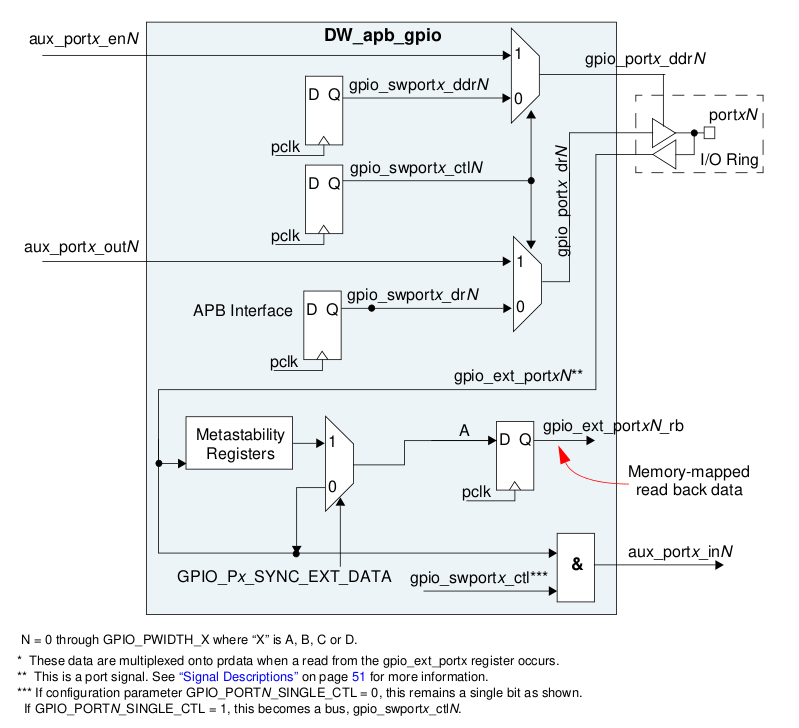 DW_apb_gpio
aux_portx_enN
1
gpio_portx_ddrN
D Q
gpio_swportx_ddrN
0
portxN
pclk
I/O Ring
D Q
gpio_swportx_ctlN
gpio_portx_drN
pclk
aux_portx_outN
1
APB Interface
D Q
gpio_swportx_drN
0
pclk
gpio_ext_portxN**
Metastability
Registers
1
A
D Q
gpio_ext_portxN_rb
0
pclk
Memory-mapped
read back data
GPIO_Px_SYNC_EXT_DATA
gpio_swportx_ctl***
&
aux_portx_inN
N = 0 through GPIO_PWIDTH_X where “X” is A, B, C or D.
* These data are multiplexed onto prdata when a read from the gpio_ext_portx register occurs.
** This is a port signal. See “Signal Descriptions” on page 51 for more information.
*** If configuration parameter GPIO_PORTN_SINGLE_CTL = 0, this remains a single bit as shown.
If GPIO_PORTN_SINGLE_CTL = 1, this becomes a bus, gpio_swportx_ctlN.